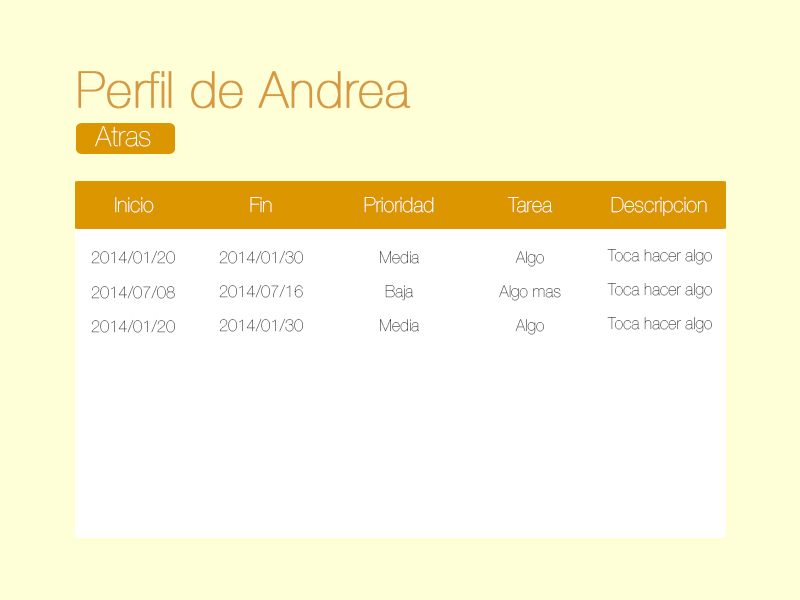 Perfil de Andrea
Atras
Inicio Fin Prioridad Tarea Descripcion
2014/01/20 2014/01/30 Media Algo Toca hacer algo
2014/07/08 2014/07/16 Baja Algo mas Toca hacer algo
2014/01/20 2014/01/30 Media Algo Toca hacer algo